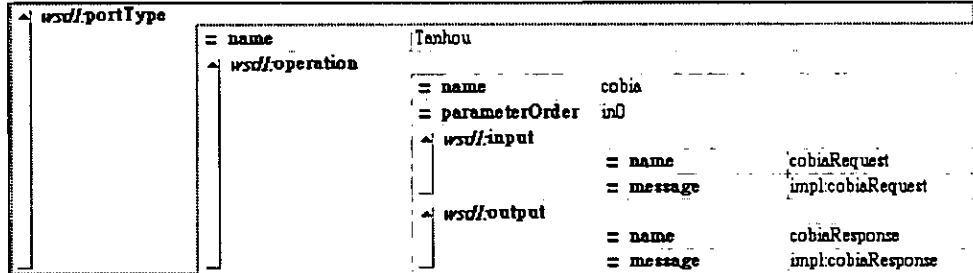 wsdl:portType
= name Tanhou
wsdl:operation
= name cobia
= parameterOrder in0
wsdl:input
= name cobiaRequest
= message impl:cobiaRequest
wsdl:output
= name cobiaResponse
= message impl:cobiaResponse